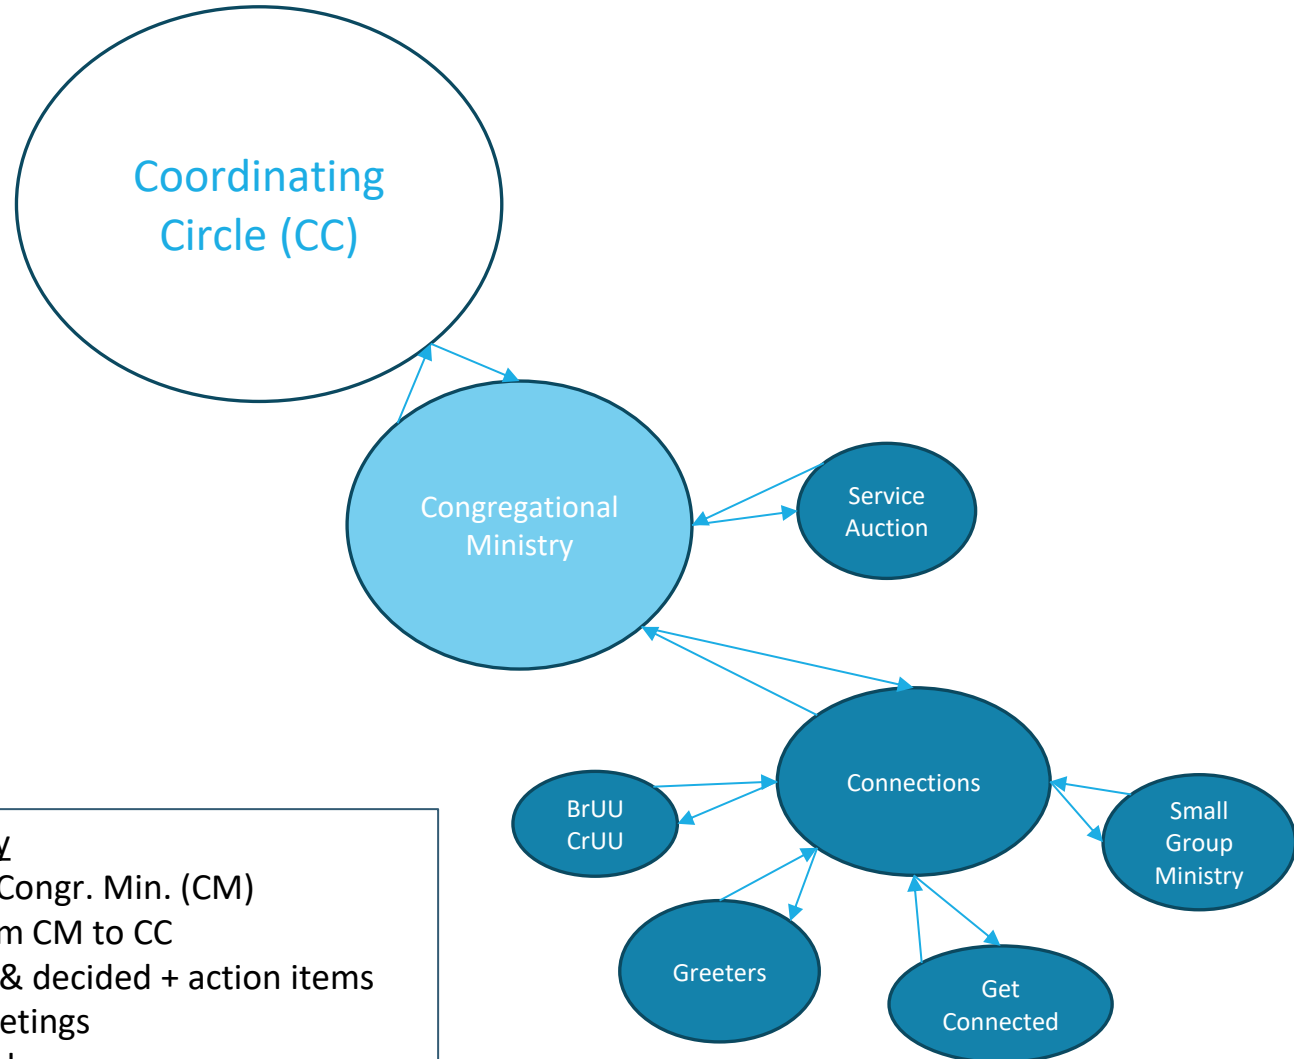 Coordinating
Circle (CC)
Congregational
Ministry
Service
Auction
Connections
BrUU
CrUU
Small
Group
Ministry
Greeters
Get
Connected
Congr. Min. (CM)
CM to CC
& decided + action items